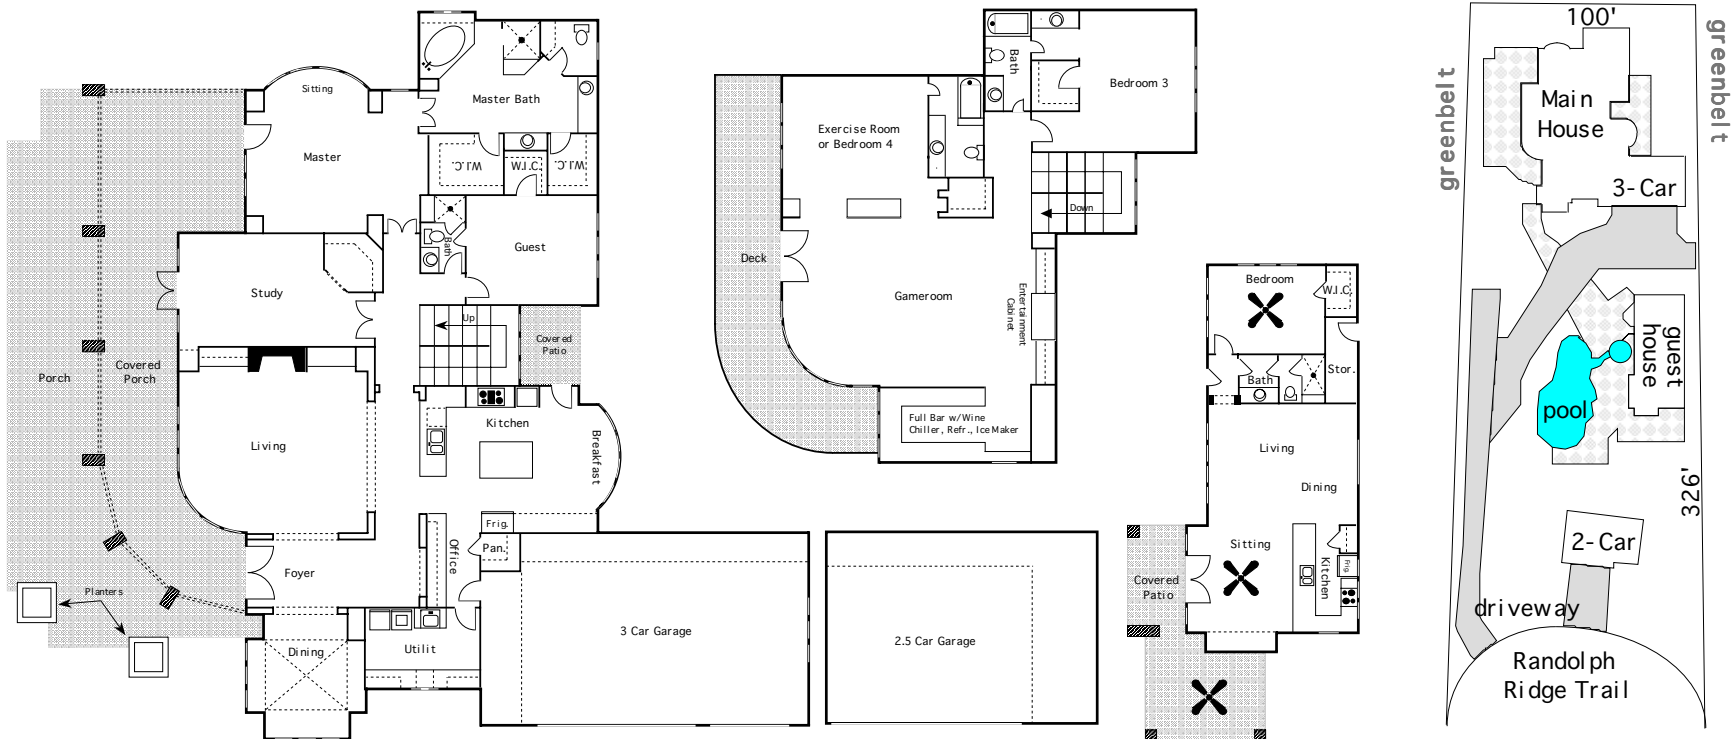 Sitting
Master Bath
Master
W.I.C.
W.I.C.
W.I.C.
Bath
Guest
Study
Up
Covered
Patio
Porch
Covered
Porch
Living
Kitchen
Breakfast
Frig.
Pan.
Office
Foyer
Planters
Dining
Utilit
3 Car Garage
Bath
Bedroom 3
Exercise Room
or Bedroom 4
Down
Deck
Gameroom
Entertainment
Cabinet
Full Bar w/Wine
Chiller, Refr., Ice Maker
2.5 Car Garage
Bedroom
W.I.C.
Bath
Stor.
Living
Dining
Sitting
Kitchen
Frig.
Covered
Patio
100'
greenbelt
greenbelt
Main
House
3-Car
guest
house
pool
326'
2-Car
driveway
Randolph
Ridge Trail